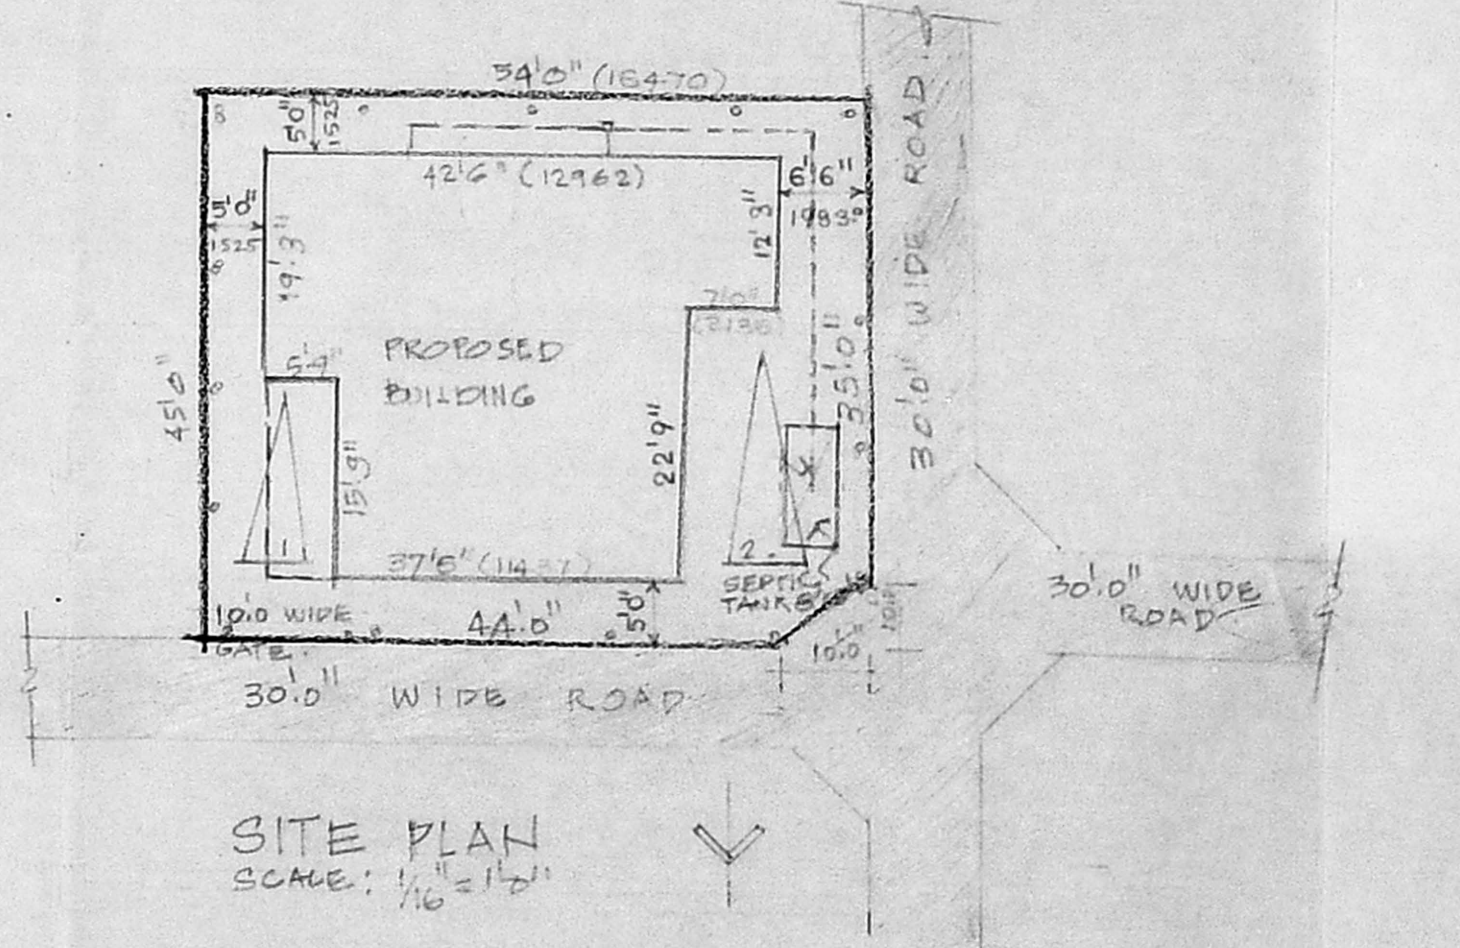 54'0" (16470)
5'0"
1525
42'6" (12962)
6'6"
1983
5'0"
1525
19'3"
12'3"
7'0"
(2135)
PROPOSED
BUILDING
5'4"
45'0"
15'9"
22'9"
35'0"
30'0" WIDE ROAD
1
2.
37'6" (11437)
SEPTIC
TANK
10'.0 WIDE
GATE.
44'.0"
5'0"
10'.0"
30'.0" WIDE ROAD
30'.0" WIDE
ROAD
SITE PLAN
SCALE: 1/16" = 1'0"